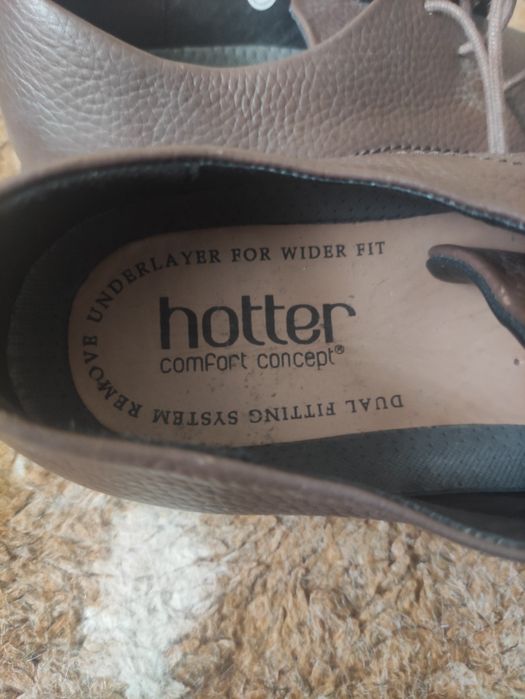 DUAL FITTING SYSTEM REMOVE UNDERLAYER FOR WIDER FIT
hotter
comfort concept®